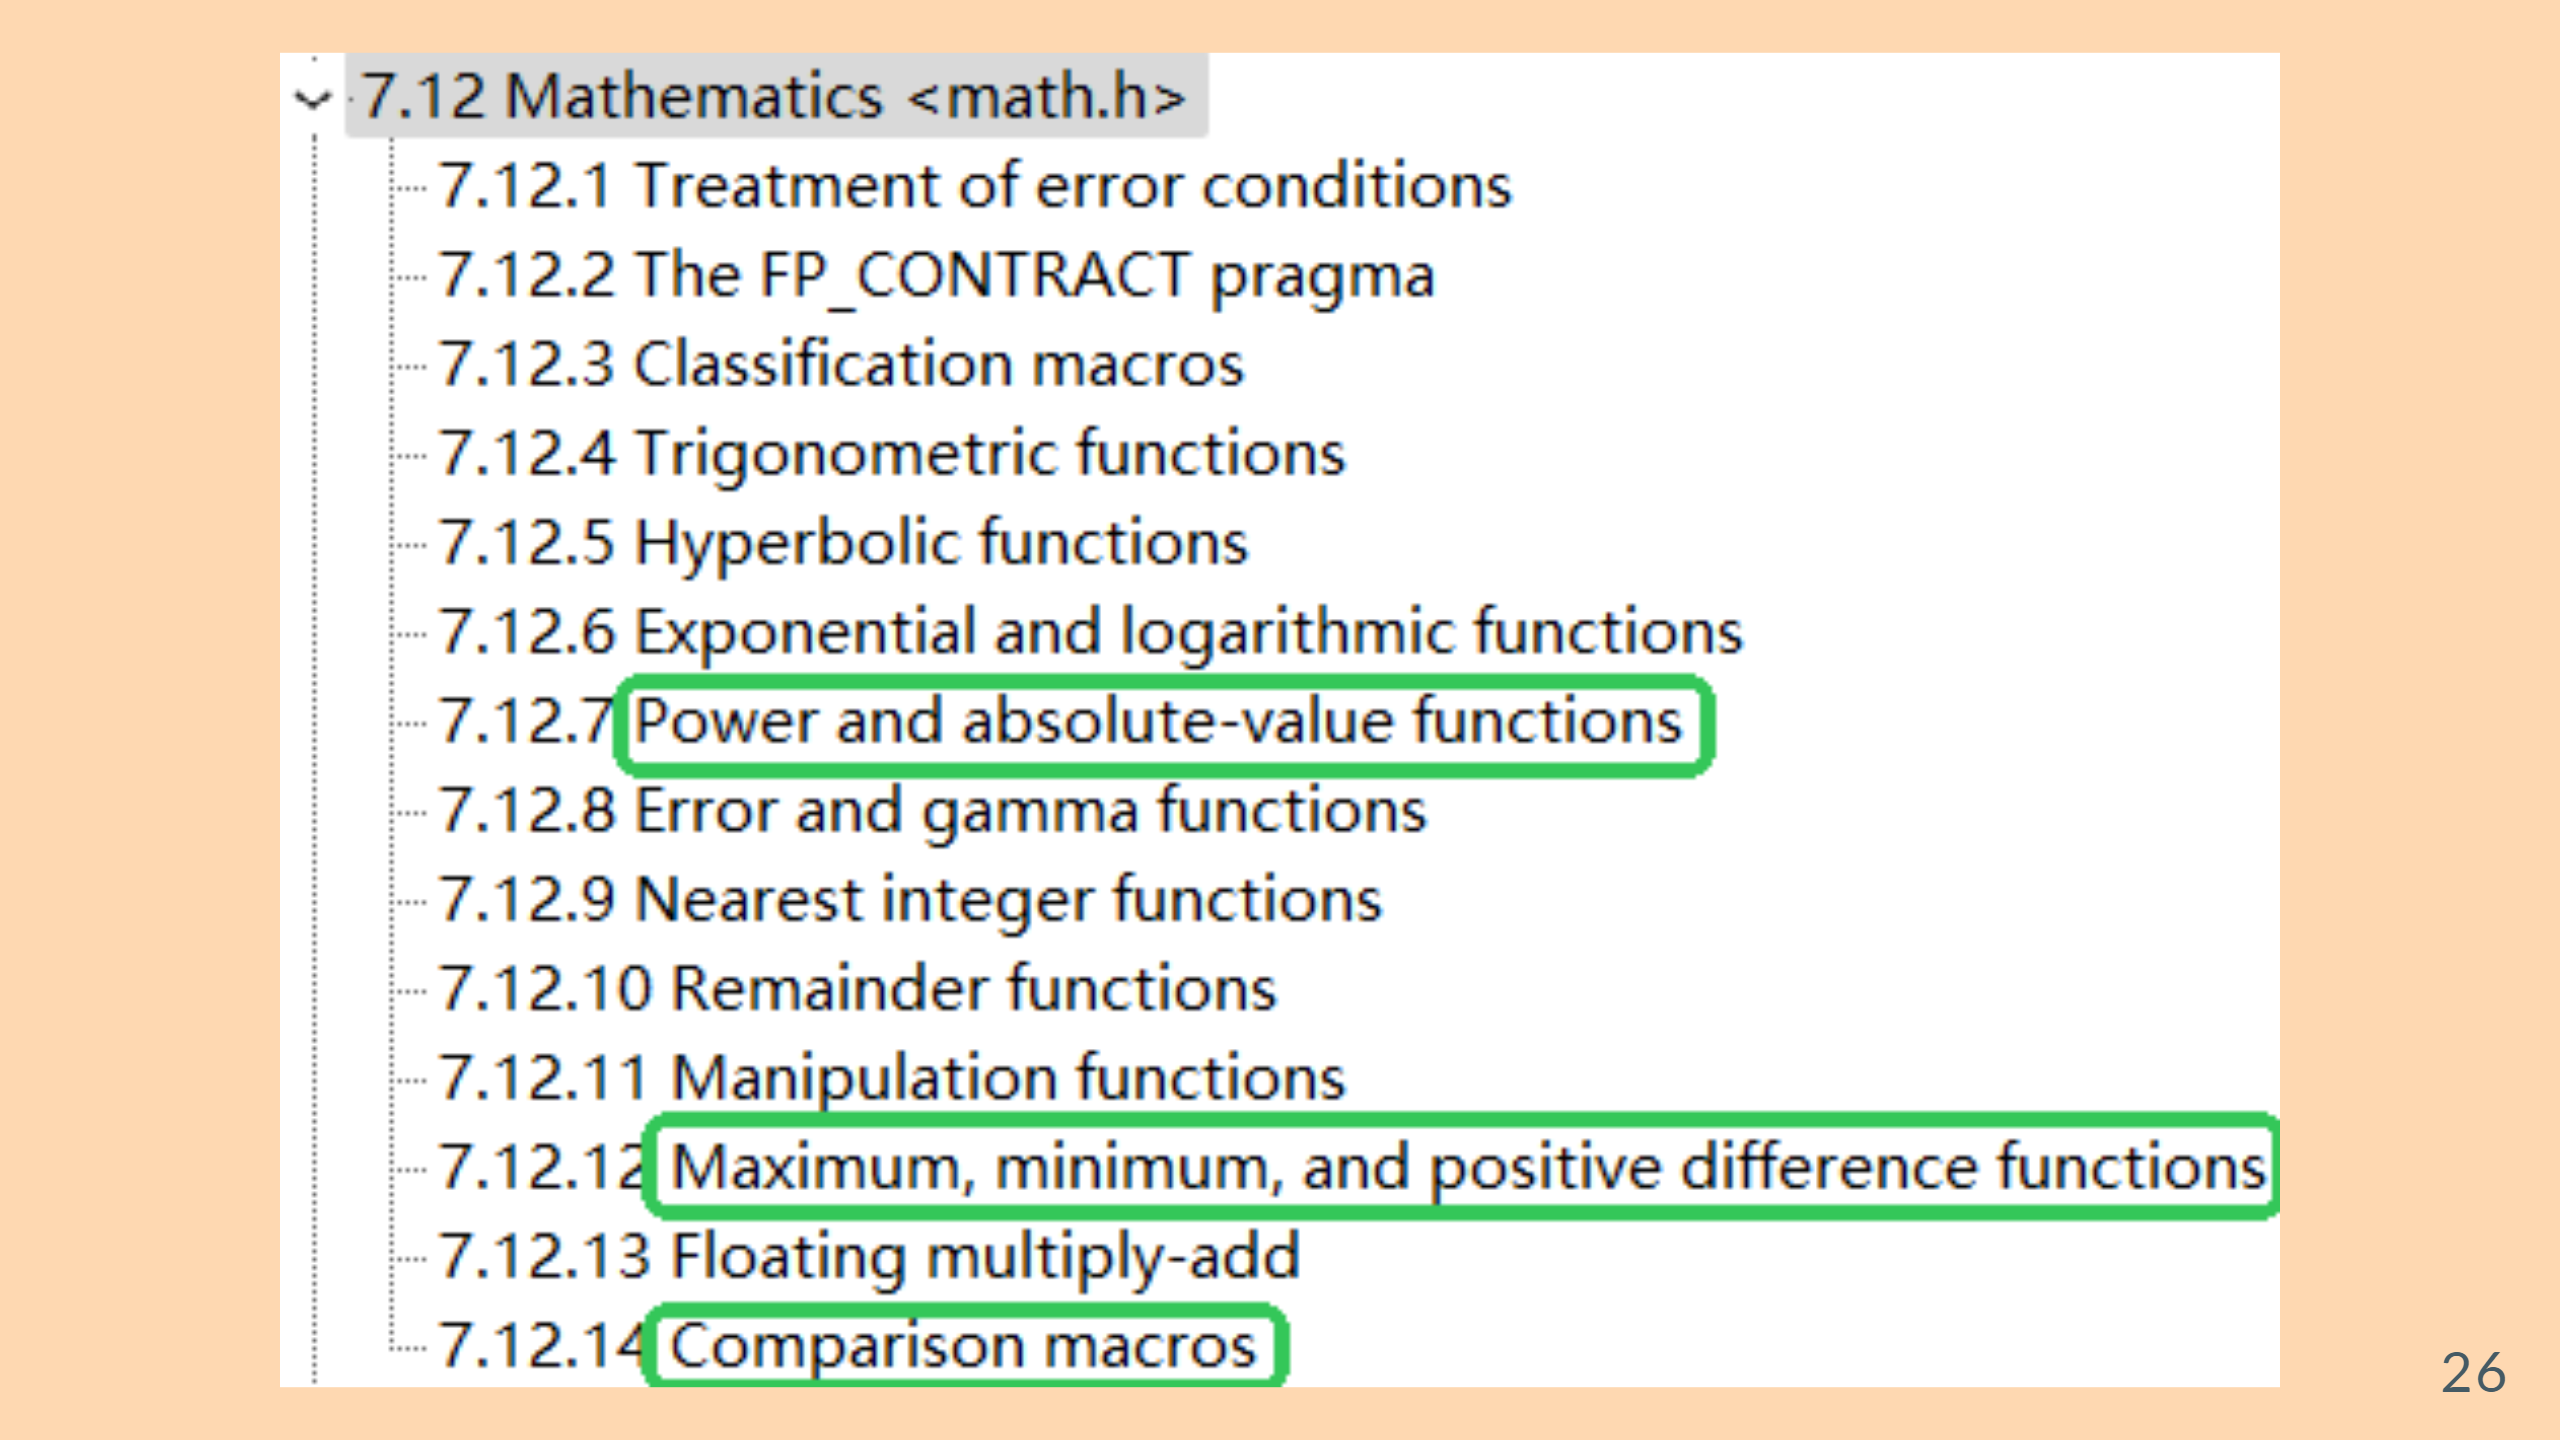 7.12 Mathematics <math.h>
7.12.1 Treatment of error conditions
7.12.2 The FP_CONTRACT pragma
7.12.3 Classification macros
7.12.4 Trigonometric functions
7.12.5 Hyperbolic functions
7.12.6 Exponential and logarithmic functions
7.12.7 Power and absolute-value functions
7.12.8 Error and gamma functions
7.12.9 Nearest integer functions
7.12.10 Remainder functions
7.12.11 Manipulation functions
7.12.12 Maximum, minimum, and positive difference functions
7.12.13 Floating multiply-add
7.12.14 Comparison macros
26